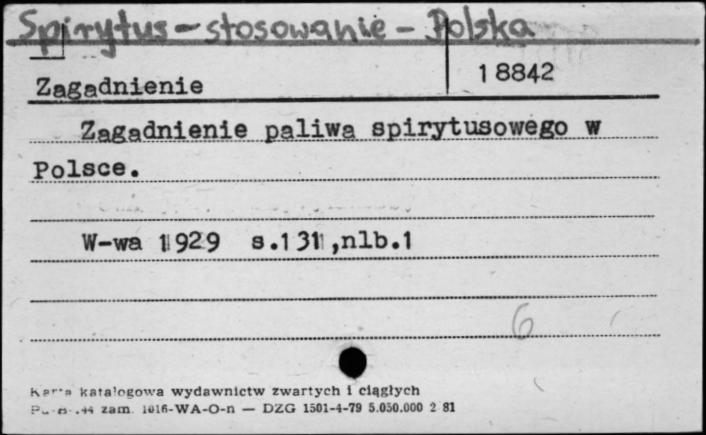 Spirytus – stosowanie – Polska
Zagadnienie
18842
Zagadnienie paliwa spirytusowego w
Polsce.
W-wa 1929 s.131,nlb.1
6
Karta katalogowa wydawnictw zwartych i ciągłych
zam. 1016-WA-O-n — DZG 1501-4-79 5.050.000 2 81